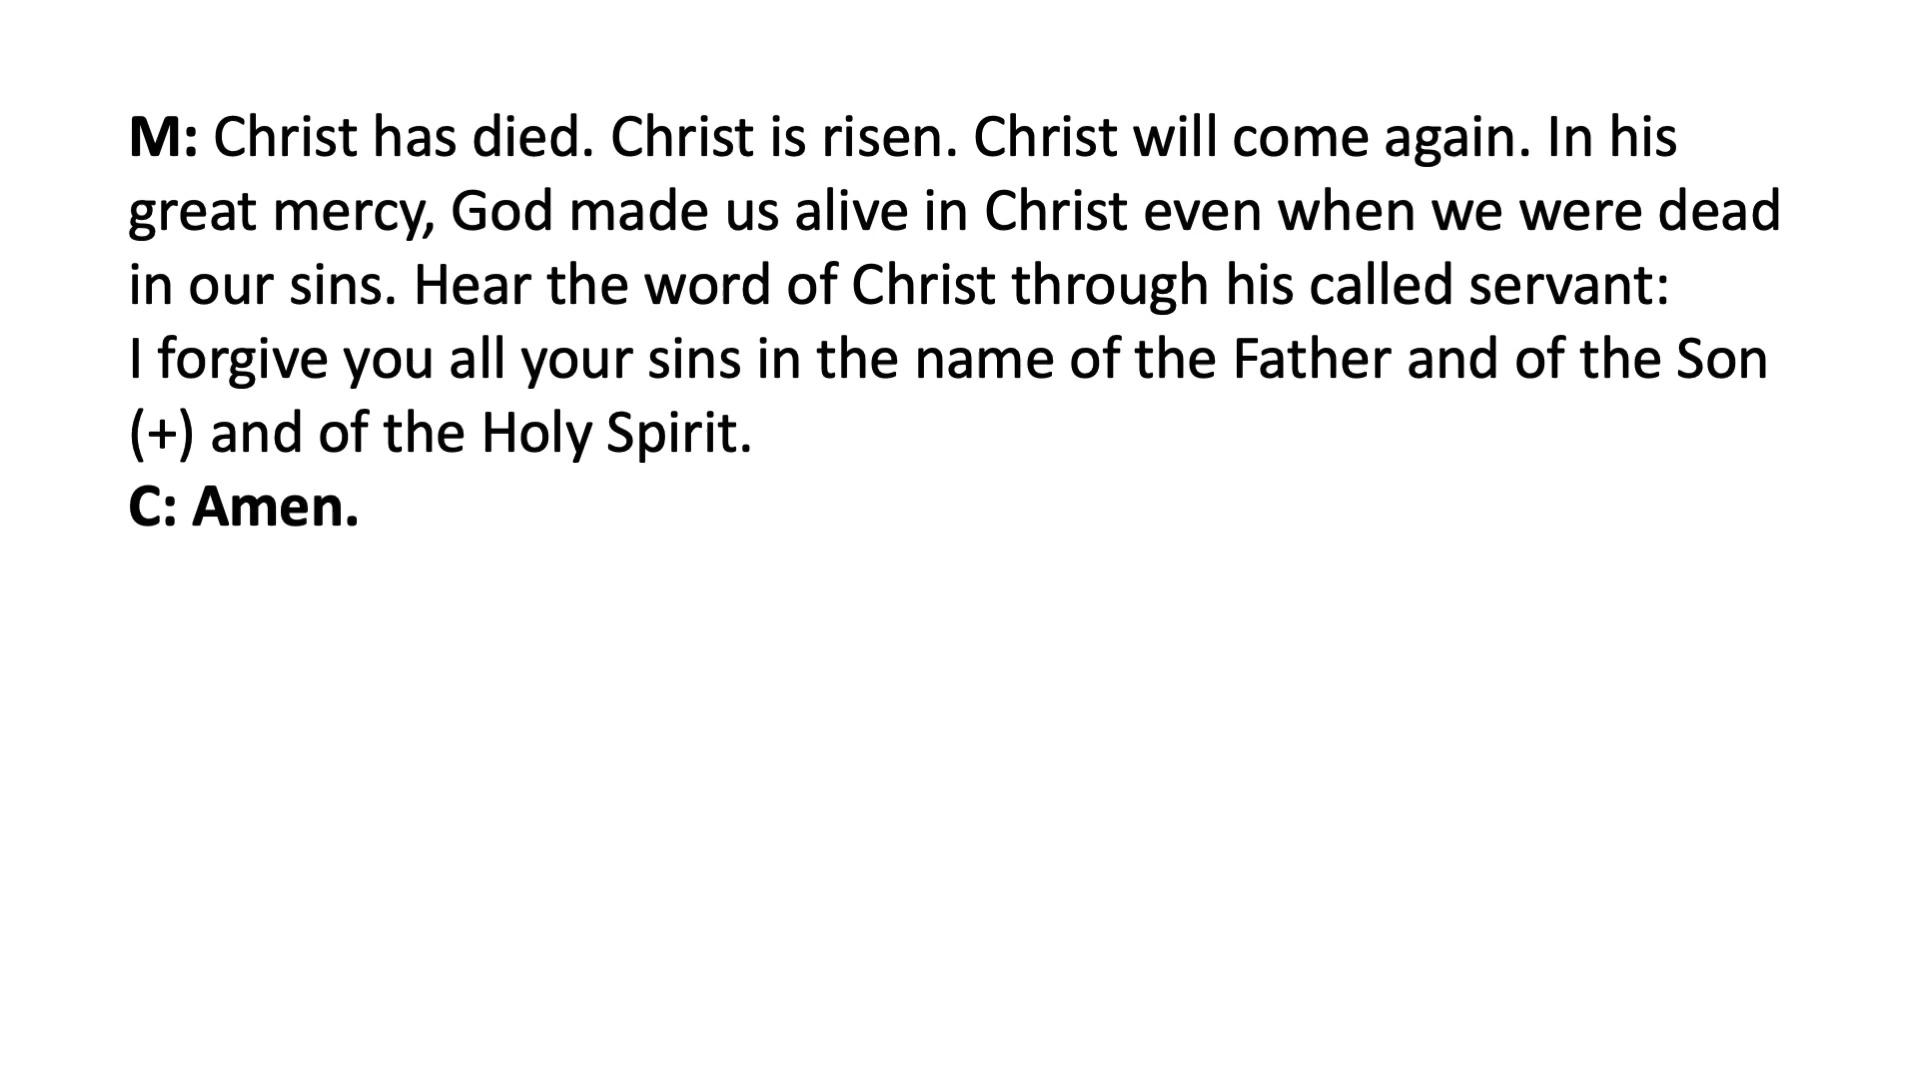 M: Christ has died. Christ is risen. Christ will come again. In his
great mercy, God made us alive in Christ even when we were dead
in our sins. Hear the word of Christ through his called servant:
I forgive you all your sins in the name of the Father and of the Son
(+) and of the Holy Spirit.
C: Amen.